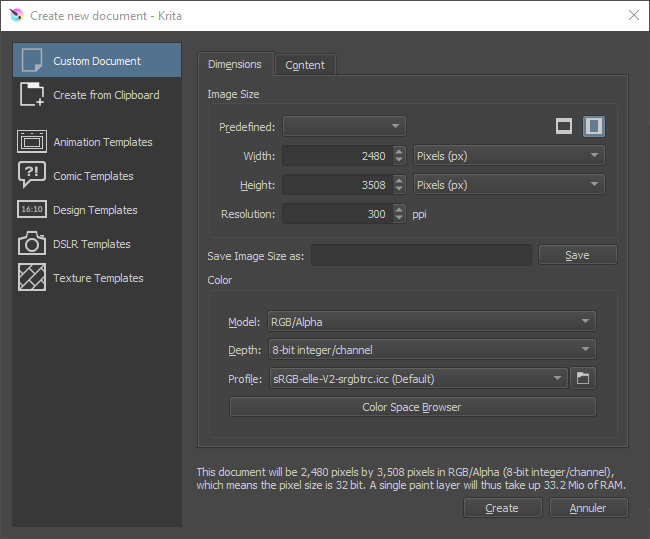 Create new document - Krita
Custom Document
Create from Clipboard
Animation Templates
?!
Comic Templates
16:10
Design Templates
DSLR Templates
Texture Templates
Dimensions
Content
Image Size
Predefined:
Width: 2480 Pixels (px)
Height: 3508 Pixels (px)
Resolution: 300 ppi
Save Image Size as: Save
Color
Model: RGB/Alpha
Depth: 8-bit integer/channel
Profile: sRGB-elle-V2-srgbtrc.icc (Default)
Color Space Browser
This document will be 2,480 pixels by 3,508 pixels in RGB/Alpha (8-bit integer/channel),
which means the pixel size is 32 bit. A single paint layer will thus take up 33.2 Mio of RAM.
Create
Annuler